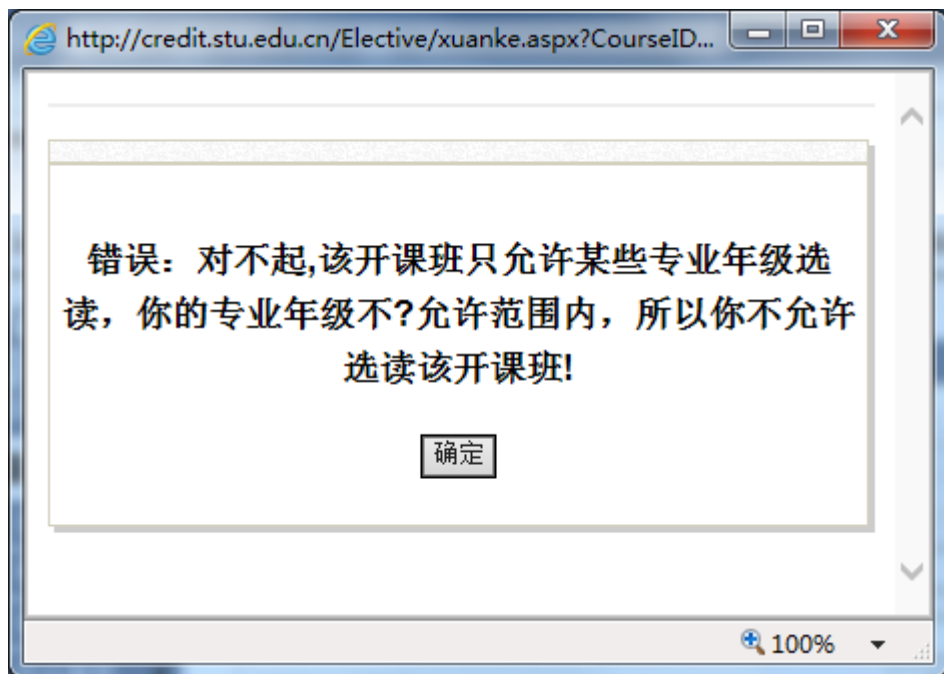 http://credit.stu.edu.cn/Elective/xuanke.aspx?CourseID...
错误：对不起,该开课班只允许某些专业年级选
读，你的专业年级不?允许范围内，所以你不允许
选读该开课班!
确定
100%